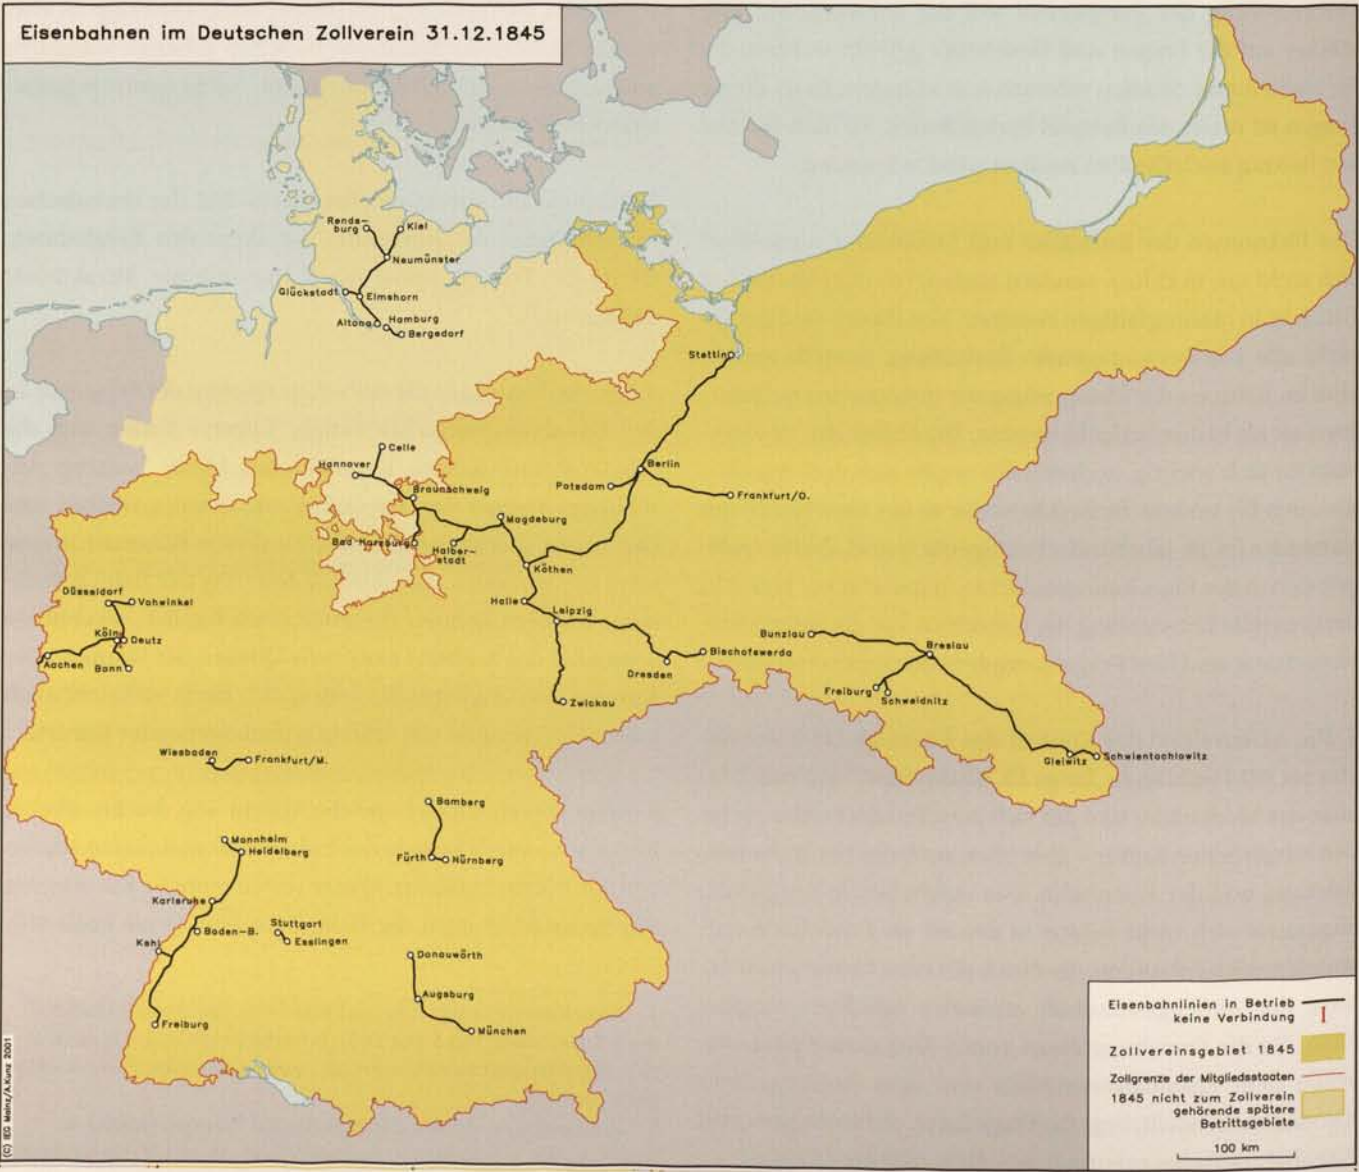 Eisenbahnen im Deutschen Zollverein 31.12.1845
Rends-
burg
Kiel
Neumünster
Glückstadt
Elmshorn
Altona
Hamburg
Bergedorf
Stettin
Celle
Hannover
Braunschweig
Berlin
Potsdam
Frankfurt/O.
Magdeburg
Bad Harzburg
Halber-
stadt
Köthen
Düsseldorf
Vohwinkel
Halle
Leipzig
Köln
Deutz
Bunzlau
Breslau
Aachen
Bonn
Bischofswerda
Dresden
Freiburg
Schweidnitz
Zwickau
Wiesbaden
Frankfurt/M.
Gleiwitz
Schwientochlowitz
Bamberg
Mannheim
Heidelberg
Fürth
Nürnberg
Karlsruhe
Baden-B.
Stuttgart
Esslingen
Kehl
Donauwörth
Augsburg
Freiburg
München
Eisenbahnlinien in Betrieb
keine Verbindung
Zollvereinsgebiet 1845
Zollgrenze der Mitgliedsstaaten
1845 nicht zum Zollverein
gehörende spätere
Betrittsgebiete
100 km
(C) IEG Mainz/A.Kunz 2001